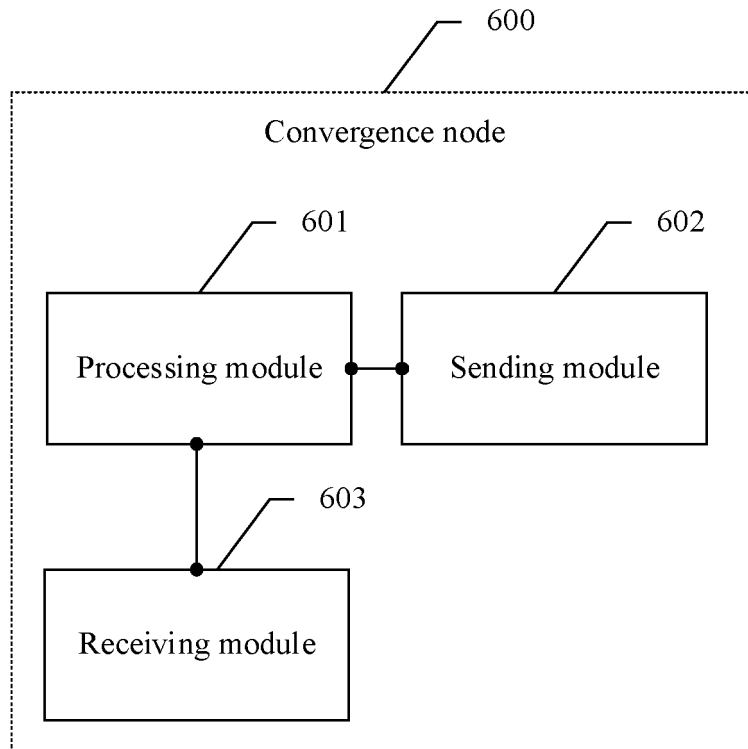 600
Convergence node
601
602
Processing module
Sending module
603
Receiving module